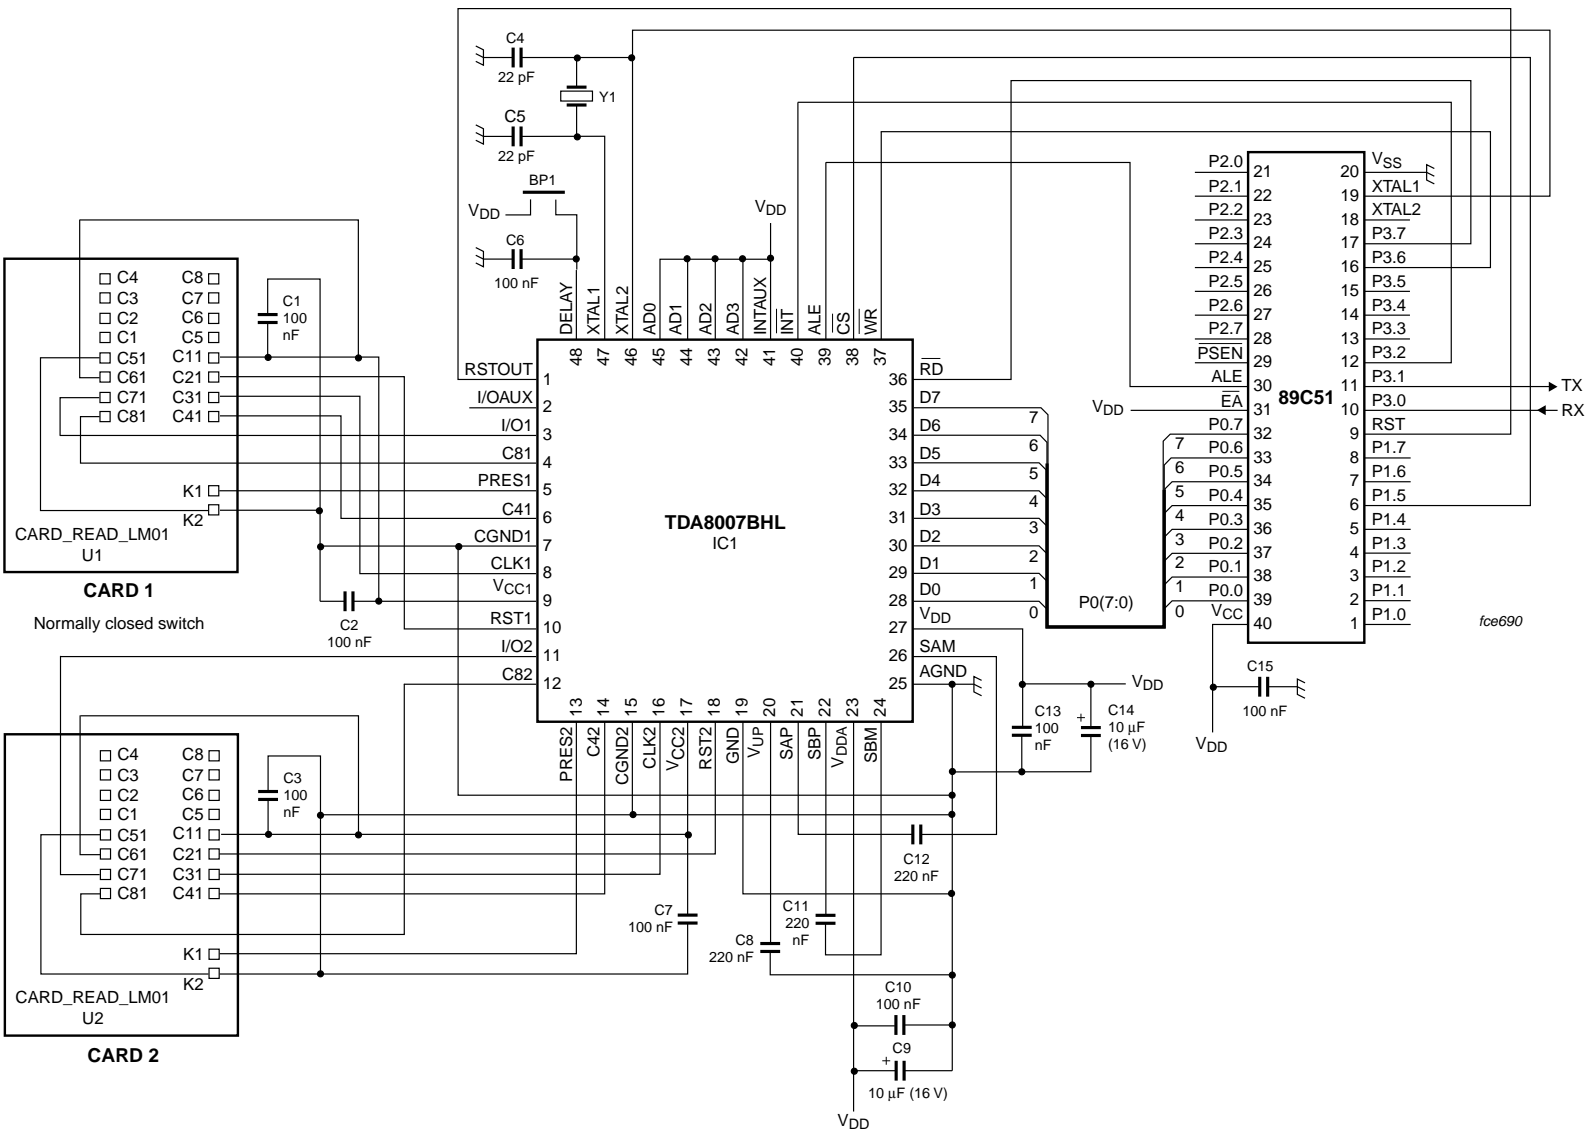 C4
22 pF
Y1
C5
22 pF
BP1
VDD
C6
100 nF
VDD
P2.0 21
P2.1 22
P2.2 23
P2.3 24
P2.4 25
P2.5 26
P2.6 27
P2.7 28
PSEN 29
ALE 30
EA 31
VDD
P0.7 32
P0.6 33
P0.5 34
P0.4 35
P0.3 36
P0.2 37
P0.1 38
P0.0 39
VCC 40
89C51
20 VSS
19 XTAL1
18 XTAL2
17 P3.7
16 P3.6
15 P3.5
14 P3.4
13 P3.3
12 P3.2
11 P3.1 TX
10 P3.0 RX
9 RST
8 P1.7
7 P1.6
6 P1.5
5 P1.4
4 P1.3
3 P1.2
2 P1.1
1 P1.0
fce690
C15
100 nF
VDD
C4 C8
C3 C7
C2 C6
C1 C5
C51 C11
C61 C21
C71 C31
C81 C41
K1
K2
CARD_READ_LM01
U1
CARD 1
Normally closed switch
C1
100
nF
C2
100 nF
DELAY 48
XTAL1 47
XTAL2 46
AD0 45
AD1 44
AD2 43
AD3 42
INTAUX 41
INT 40
ALE 39
CS 38
WR 37
RSTOUT 1
I/OAUX 2
I/O1 3
C81 4
PRES1 5
C41 6
CGND1 7
CLK1 8
VCC1 9
RST1 10
I/O2 11
C82 12
TDA8007BHL
IC1
36 RD
35 D7
34 D6
33 D5
32 D4
31 D3
30 D2
29 D1
28 D0
27 VDD
26 SAM
25 AGND
7
6
5
4
3
2
1
0
P0(7:0)
7
6
5
4
3
2
1
0
13 PRES2
14 C42
15 CGND2
16 CLK2
17 VCC2
18 RST2
19 GND
20 VUP
21 SAP
22 SBP
23 VDDA
24 SBM
VDD
C13
100
nF
+
C14
10 µF
(16 V)
C4 C8
C3 C7
C2 C6
C1 C5
C51 C11
C61 C21
C71 C31
C81 C41
K1
K2
CARD_READ_LM01
U2
CARD 2
C3
100
nF
C12
220 nF
C7
100 nF
C8
220 nF
C11
220
nF
C10
100 nF
C9
+
10 µF (16 V)
VDD